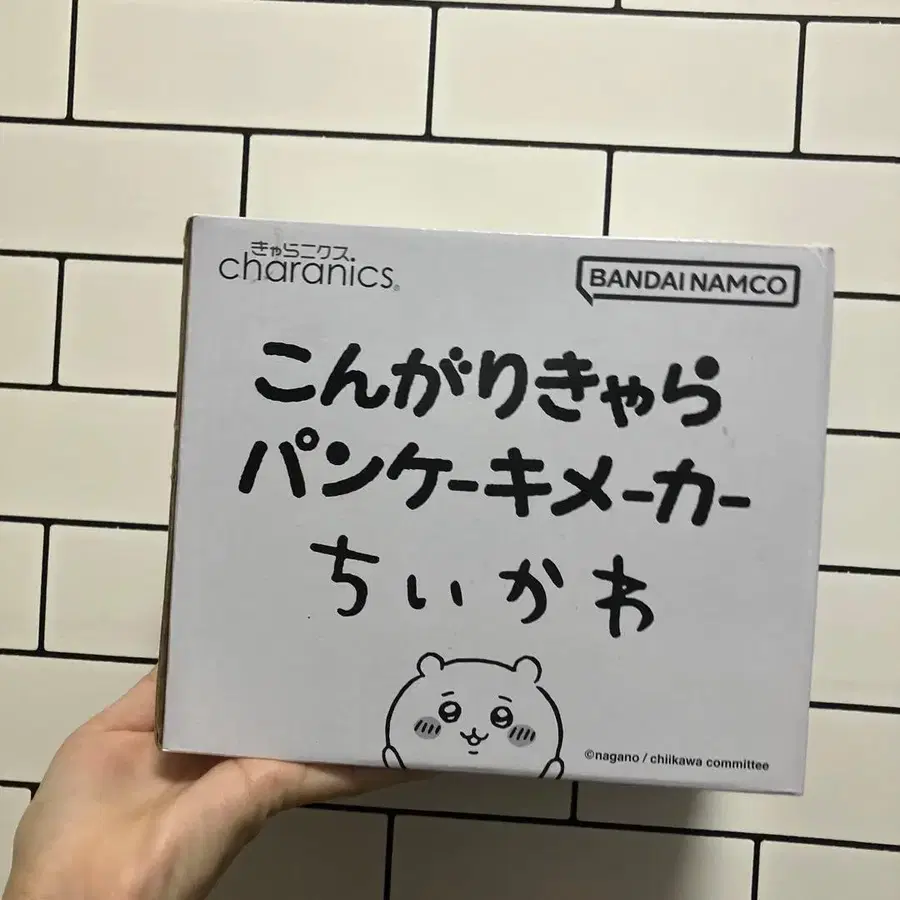 きゃらニクス
charanics®
BANDAI NAMCO
こんがりきゃら
パンケーキメーカー
ちいかわ
©nagano / chiikawa committee